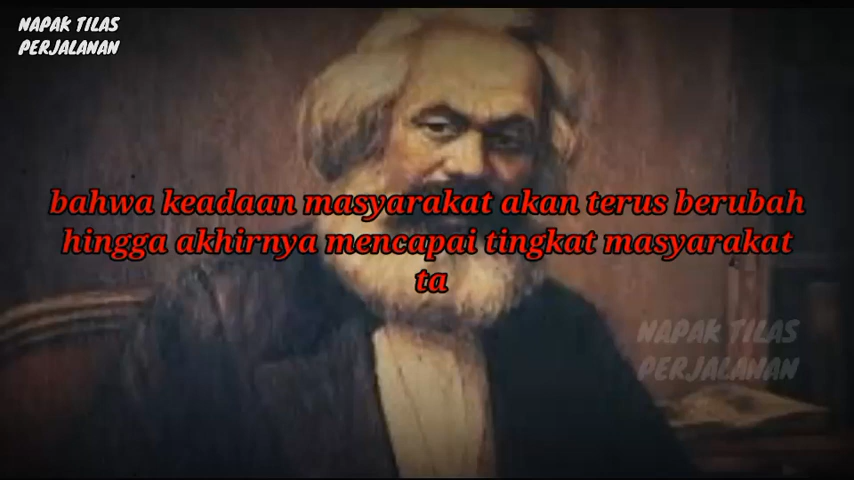 NAPAK TILAS
PERJALANAN
bahwa keadaan masyarakat akan terus berubah
hingga akhirnya mencapai tingkat masyarakat
ta
NAPAK TILAS
PERJALANAN